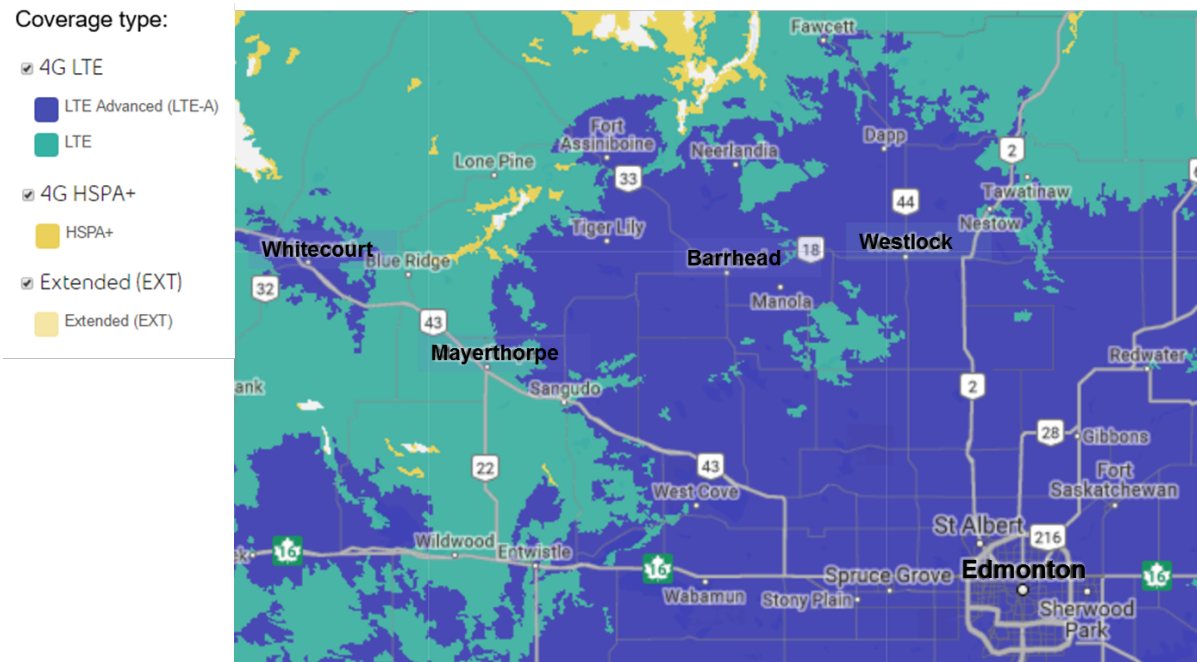 Coverage type:
4G LTE
LTE Advanced (LTE-A)
LTE
4G HSPA+
HSPA+
Extended (EXT)
Extended (EXT)
Fawcett
Fort
Assiniboine
Neerlandia
Dapp
2
Lone Pine
33
Tawatinaw
44
Nestow
Tiger Lily
Whitecourt
Blue Ridge
Barrhead
18
Westlock
32
Manola
43
Mayerthorpe
Redwater
ank
Sangudo
2
28
Gibbons
22
43
West Cove
Fort
Saskatchewan
St Albert
216
Wildwood
Entwistle
k
16
16
Wabamun
Stony Plain
Spruce Grove
Edmonton
16
Sherwood
Park